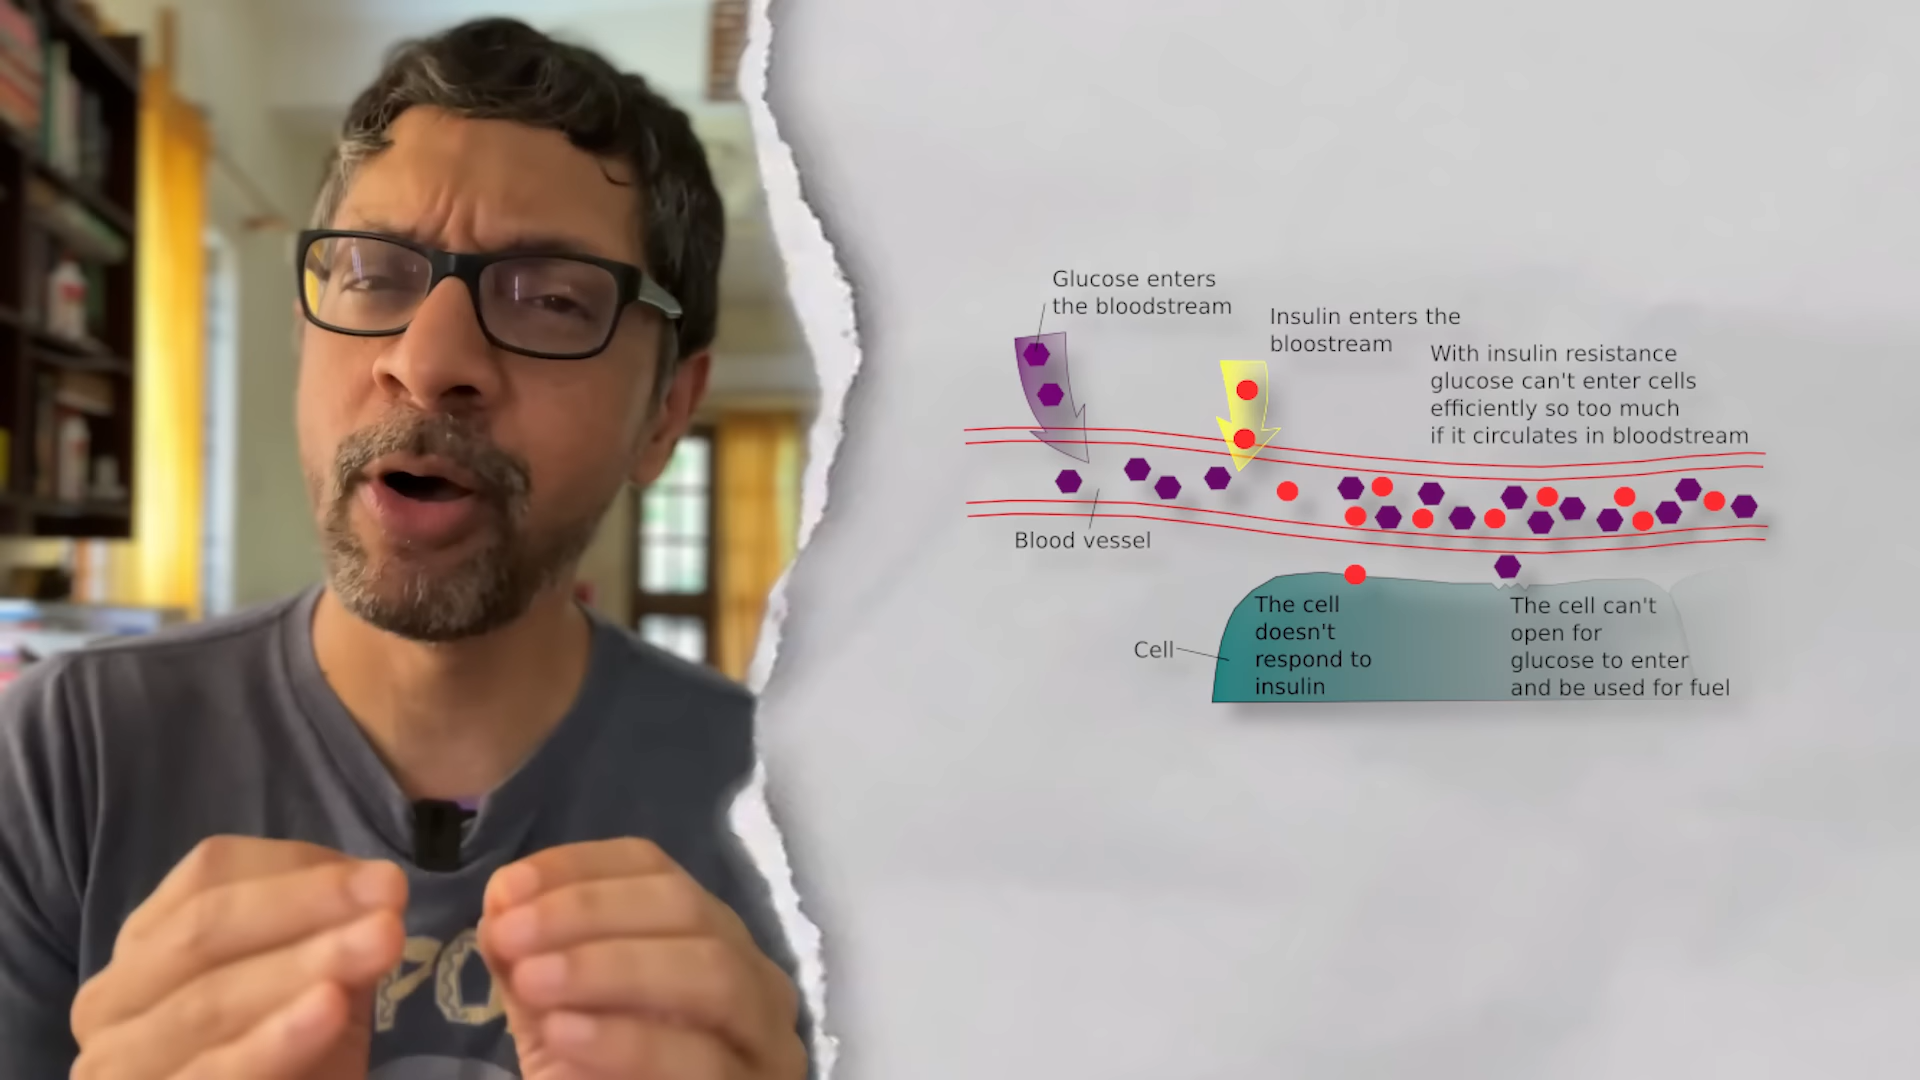 Glucose enters
the bloodstream
Insulin enters the
bloostream
With insulin resistance
glucose can't enter cells
efficiently so too much
if it circulates in bloodstream
Blood vessel
Cell
The cell
doesn't
respond to
insulin
The cell can't
open for
glucose to enter
and be used for fuel
PO